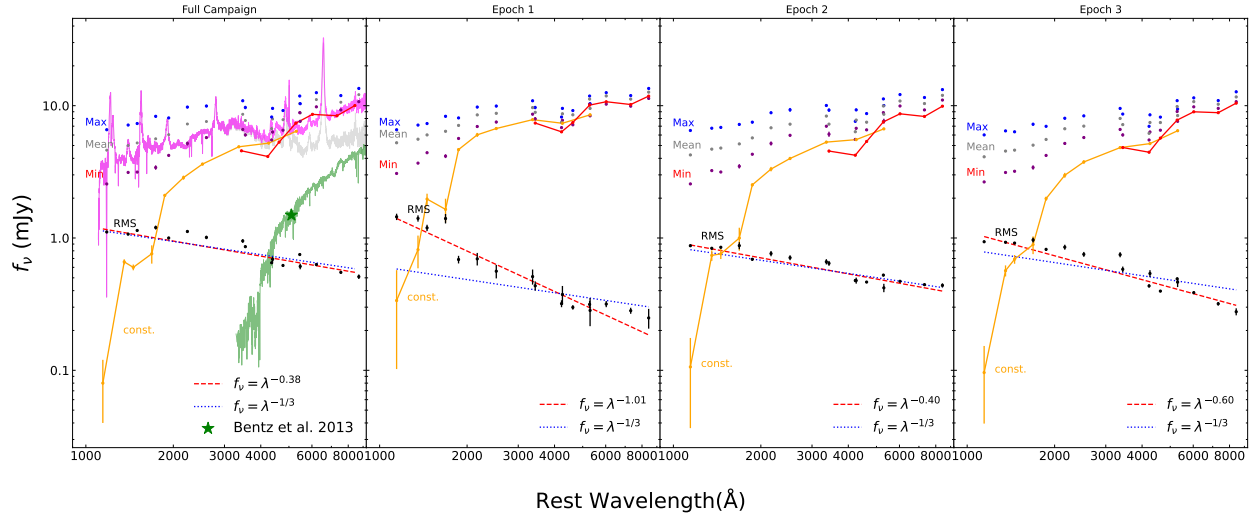 Full Campaign
Epoch 1
Epoch 2
Epoch 3
f_ν (mJy)
10.0
1.0
0.1
Max
Mean
Min
RMS
const.
f_ν = λ^{-0.38}
f_ν = λ^{-1/3}
Bentz et al. 2013
1000 2000 4000 6000 8000
Max
Mean
Min
RMS
const.
f_ν = λ^{-1.01}
f_ν = λ^{-1/3}
1000 2000 4000 6000 8000
Max
Mean
Min
RMS
const.
f_ν = λ^{-0.40}
f_ν = λ^{-1/3}
1000 2000 4000 6000 8000
Max
Mean
Min
RMS
const.
f_ν = λ^{-0.60}
f_ν = λ^{-1/3}
1000 2000 4000 6000 8000
Rest Wavelength(Å)